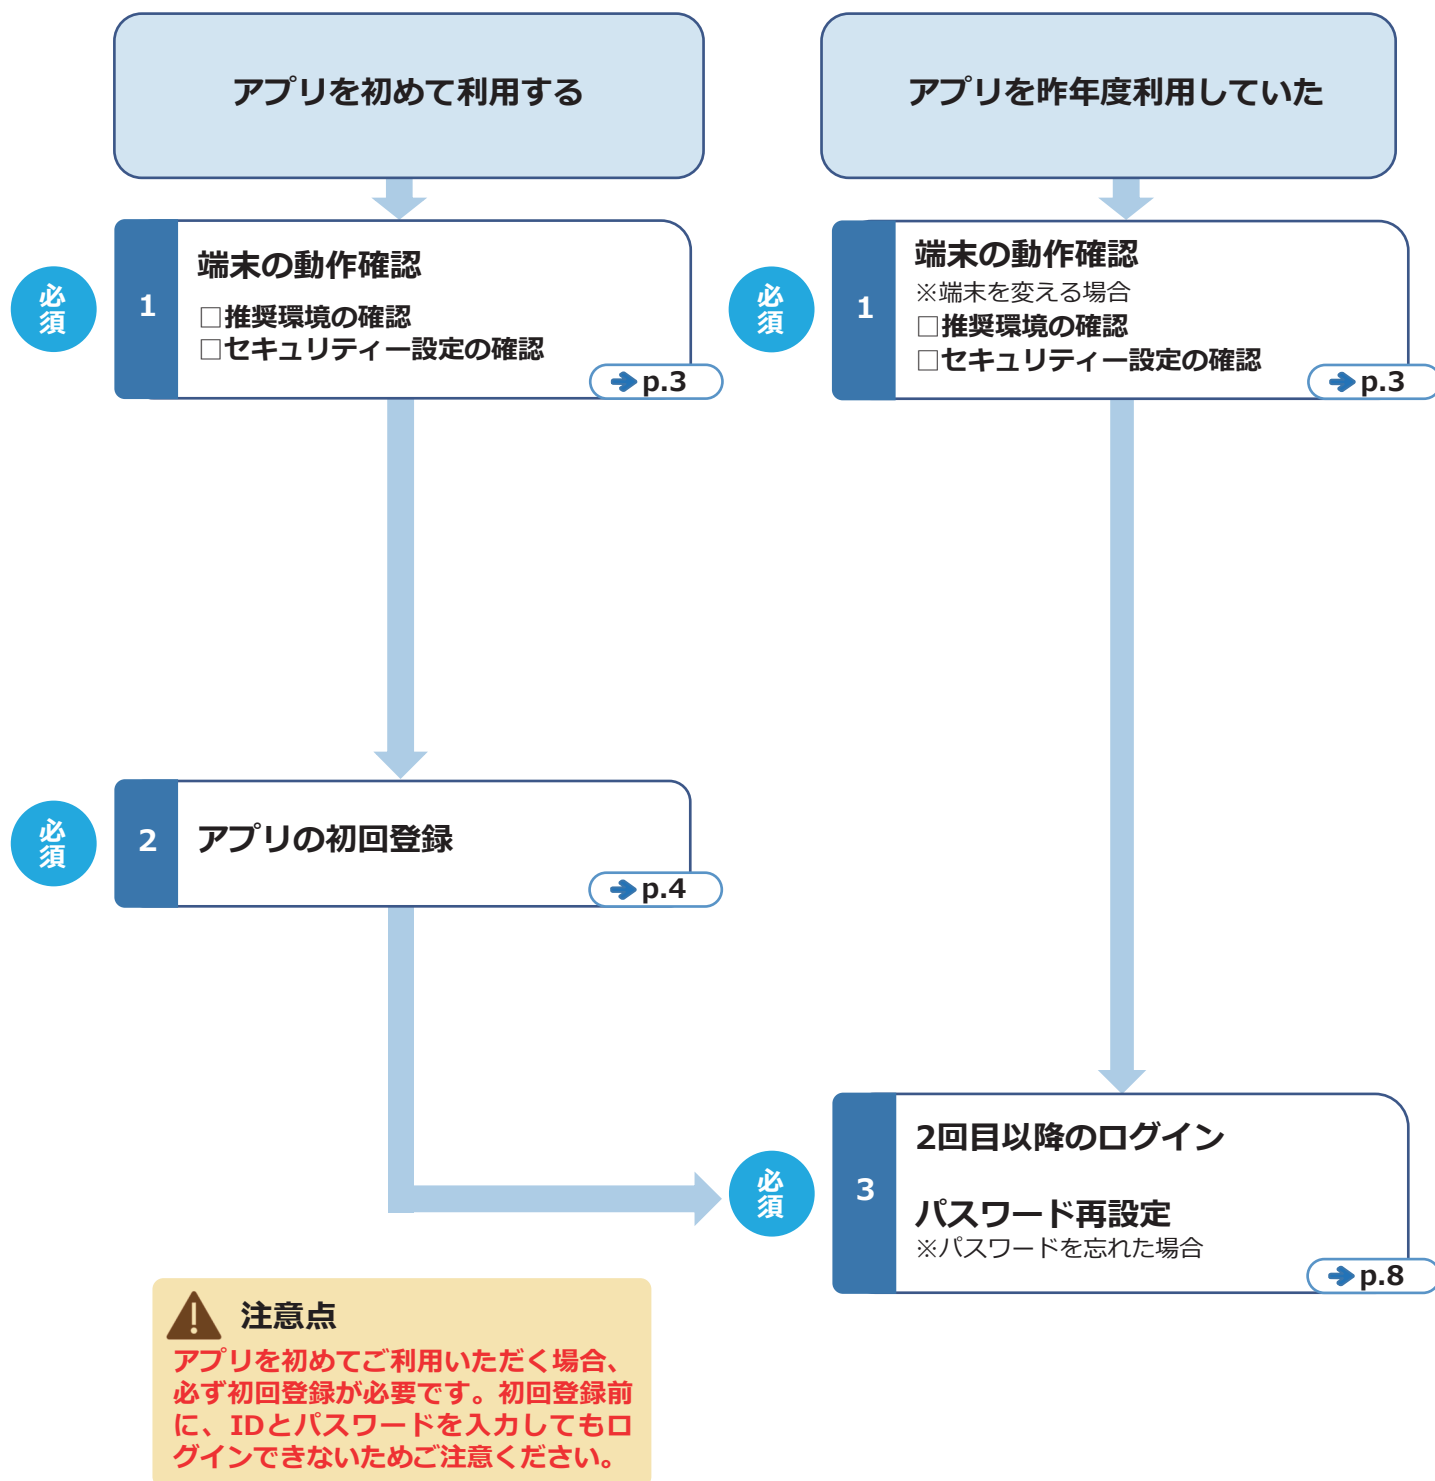 アプリを初めて利用する
アプリを昨年度利用していた
必須
1
端末の動作確認
□推奨環境の確認
□セキュリティー設定の確認
p.3
必須
1
端末の動作確認
※端末を変える場合
□推奨環境の確認
□セキュリティー設定の確認
p.3
必須
2
アプリの初回登録
p.4
必須
3
2回目以降のログイン
パスワード再設定
※パスワードを忘れた場合
p.8
注意点
アプリを初めてご利用いただく場合、
必ず初回登録が必要です。初回登録前
に、IDとパスワードを入力してもロ
グインできないためご注意ください。